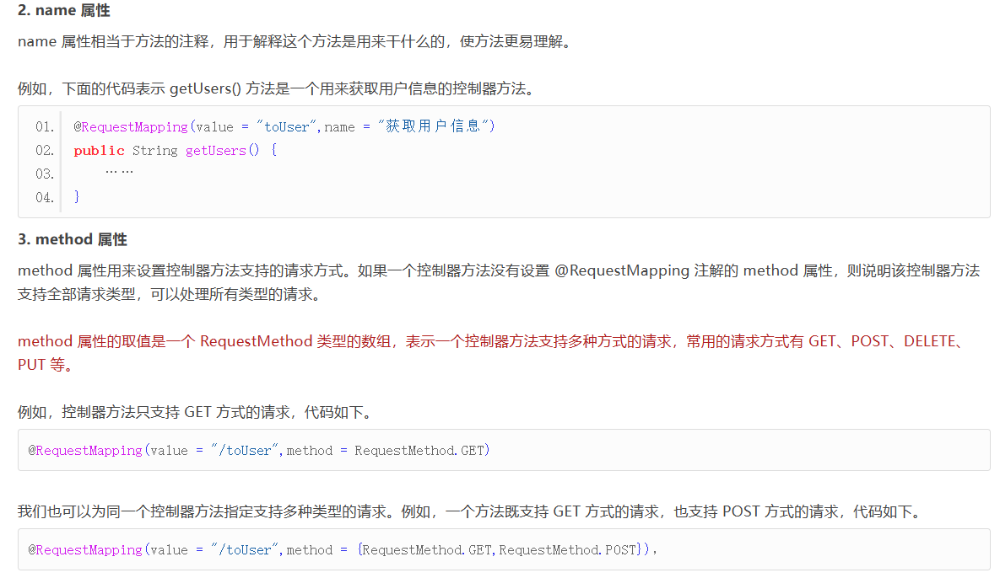 2. name 属性
name 属性相当于方法的注释，用于解释这个方法是用来干什么的，使方法更易理解。
例如，下面的代码表示 getUsers() 方法是一个用来获取用户信息的控制器方法。
01. @RequestMapping(value = "toUser",name = "获取用户信息")
02. public String getUsers() {
03. ……
04. }
3. method 属性
method 属性用来设置控制器方法支持的请求方式。如果一个控制器方法没有设置 @RequestMapping 注解的 method 属性，则说明该控制器方法
支持全部请求类型，可以处理所有类型的请求。
method 属性的取值是一个 RequestMethod 类型的数组，表示一个控制器方法支持多种方式的请求，常用的请求方式有 GET、POST、DELETE、
PUT 等。
例如，控制器方法只支持 GET 方式的请求，代码如下。
@RequestMapping(value = "/toUser",method = RequestMethod.GET)
我们也可以为同一个控制器方法指定支持多种类型的请求。例如，一个方法既支持 GET 方式的请求，也支持 POST 方式的请求，代码如下。
@RequestMapping(value = "/toUser",method = {RequestMethod.GET,RequestMethod.POST})，